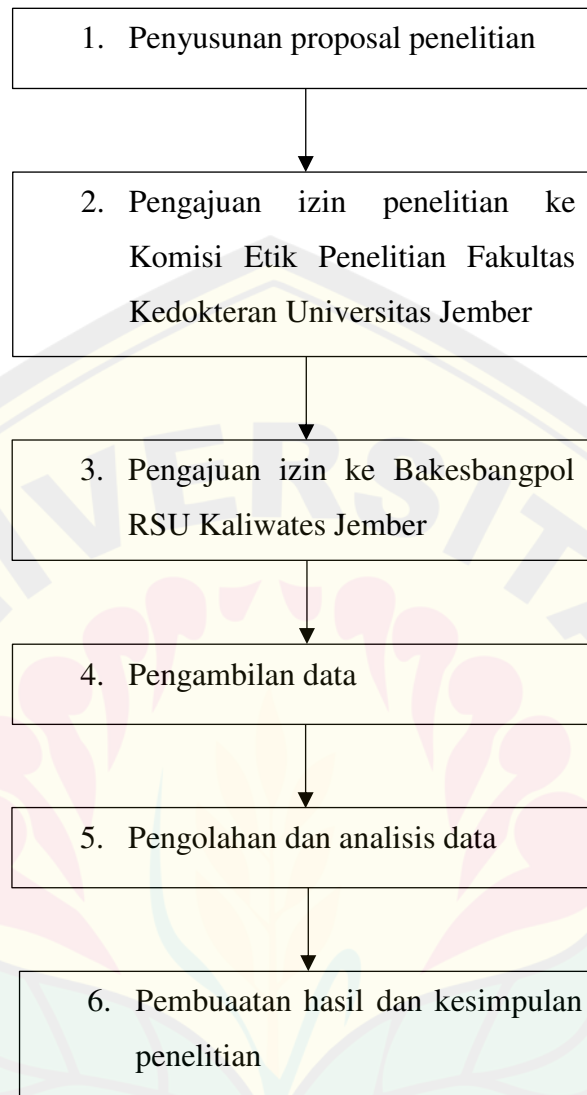 1. Penyusunan proposal penelitian
2. Pengajuan izin penelitian ke
Komisi Etik Penelitian Fakultas
Kedokteran Universitas Jember
3. Pengajuan izin ke Bakesbangpol
RSU Kaliwates Jember
4. Pengambilan data
5. Pengolahan dan analisis data
6. Pembuaatan hasil dan kesimpulan
penelitian
IVERSITA